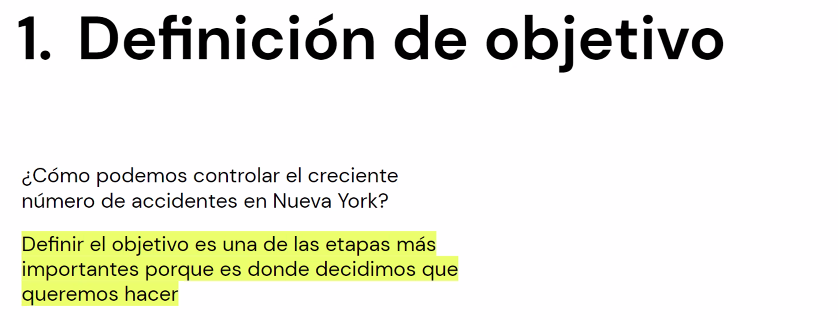 1. Definición de objetivo
¿Cómo podemos controlar el creciente
número de accidentes en Nueva York?
Definir el objetivo es una de las etapas más
importantes porque es donde decidimos que
queremos hacer